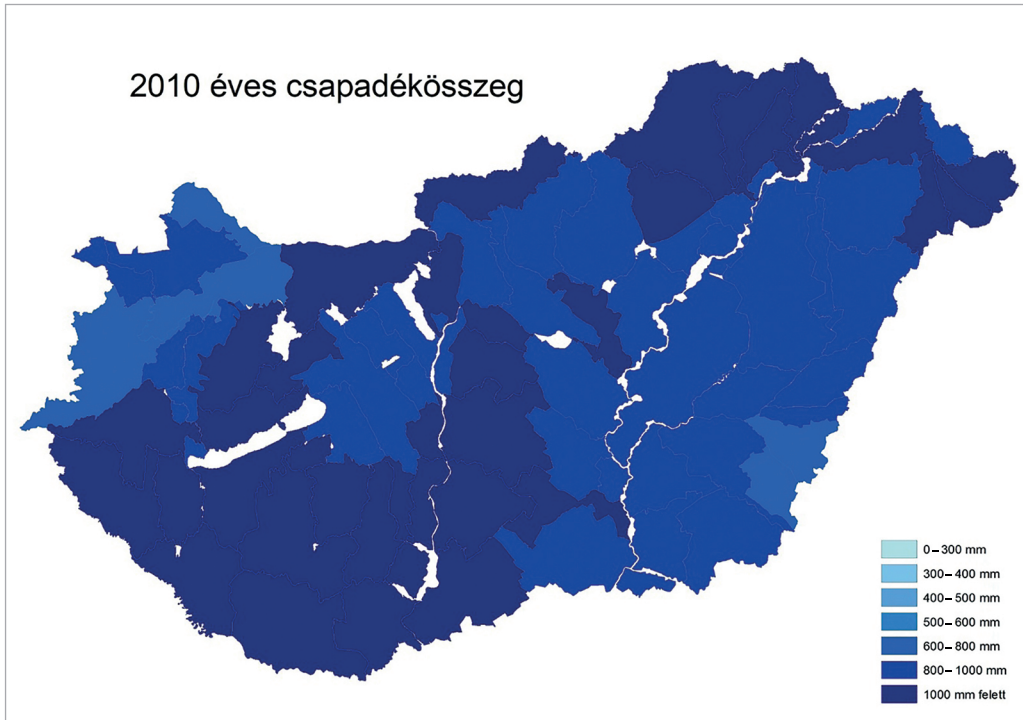 2010 éves csapadékösszeg
0–300 mm
300–400 mm
400–500 mm
500–600 mm
600–800 mm
800–1000 mm
1000 mm felett